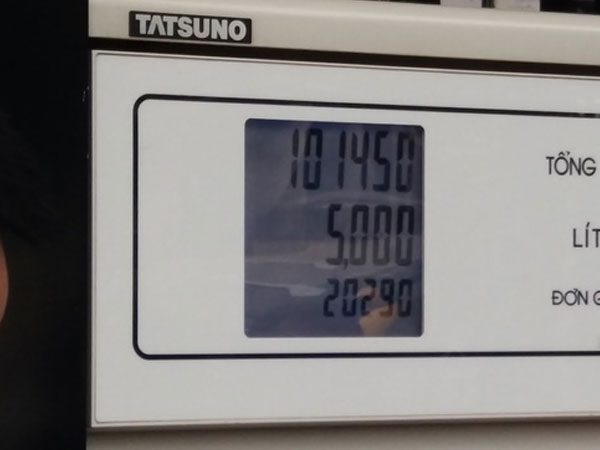 TATSUNO
101450 TỔNG
5,000 LÍT
20290 ĐƠN G